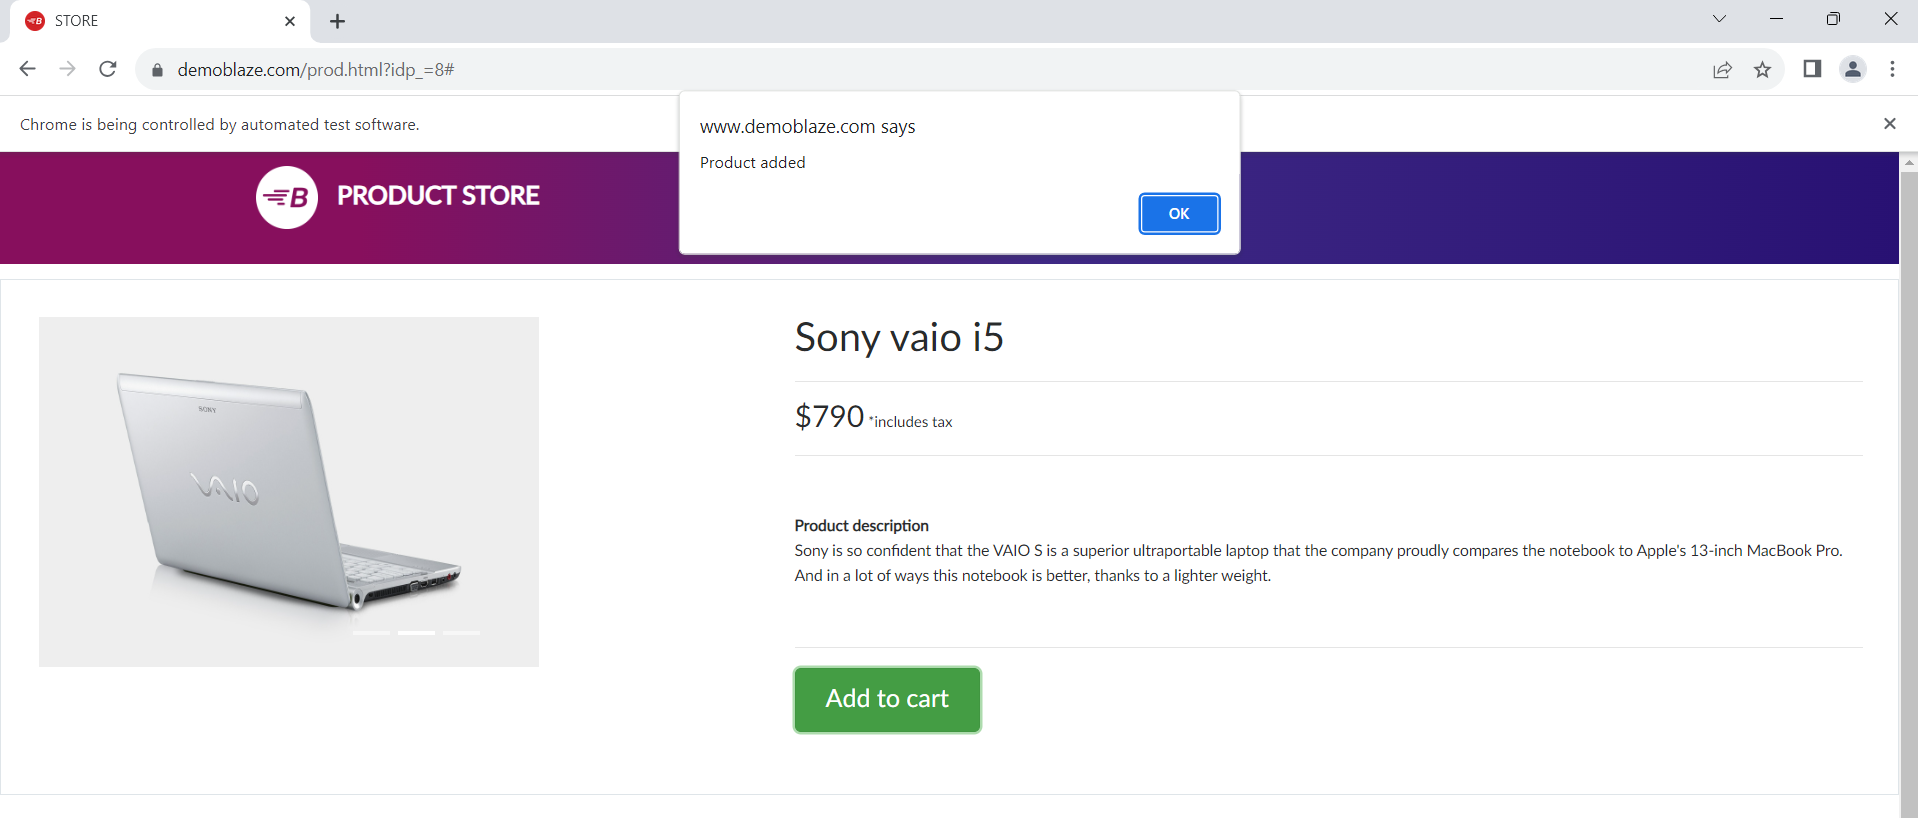 STORE
demoblaze.com/prod.html?idp_=8#
Chrome is being controlled by automated test software.
www.demoblaze.com says
Product added
OK
B PRODUCT STORE
SONY
VAIO
Sony vaio i5
$790 *includes tax
Product description
Sony is so confident that the VAIO S is a superior ultraportable laptop that the company proudly compares the notebook to Apple's 13-inch MacBook Pro.
And in a lot of ways this notebook is better, thanks to a lighter weight.
Add to cart